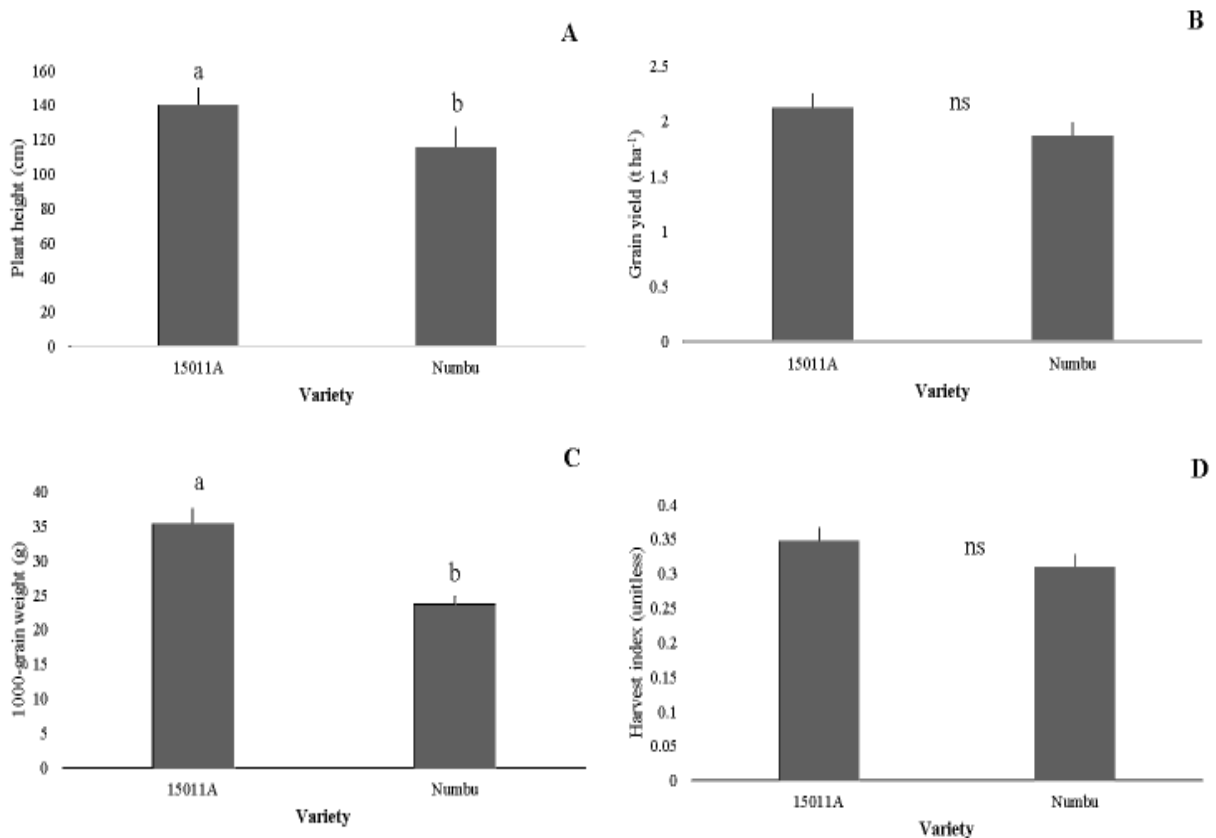 A
Plant height (cm)
160
140
120
100
80
60
40
20
0
a
b
15011A Numbu
Variety
B
Grain yield (t ha⁻¹)
2.5
2
1.5
1
0.5
0
ns
15011A Numbu
Variety
C
1000-grain weight (g)
40
35
30
25
20
15
10
5
0
a
b
15011A Numbu
Variety
D
Harvest index (unitless)
0.4
0.35
0.3
0.25
0.2
0.15
0.1
0.05
0
ns
15011A Numbu
Variety